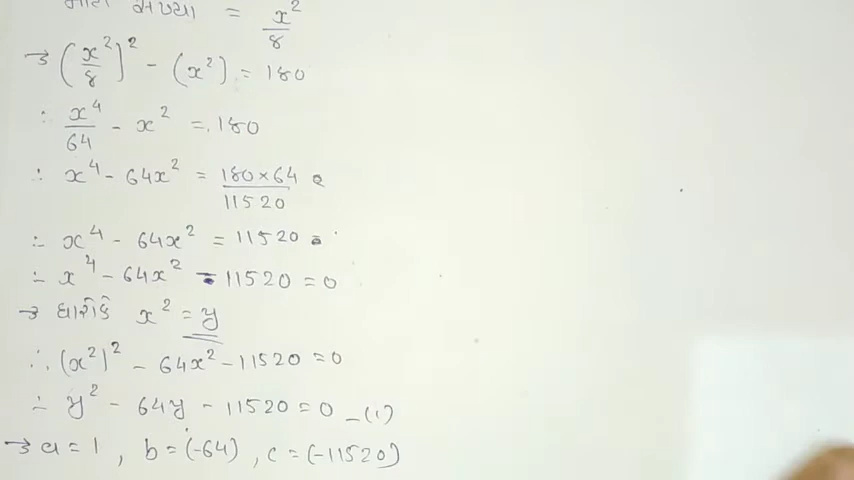 મોટી સંખ્યા = x²/8
→ (x²/8)² - (x²) = 180
∴ x⁴/64 - x² = 180
∴ x⁴ - 64x² = 180 × 64
11520
∴ x⁴ - 64x² = 11520
∴ x⁴ - 64x² - 11520 = 0
→ ધારોકે x² = y
∴ (x²)² - 64x² - 11520 = 0
∴ y² - 64y - 11520 = 0 —(1)
→ a = 1 , b = (-64) , c = (-11520)